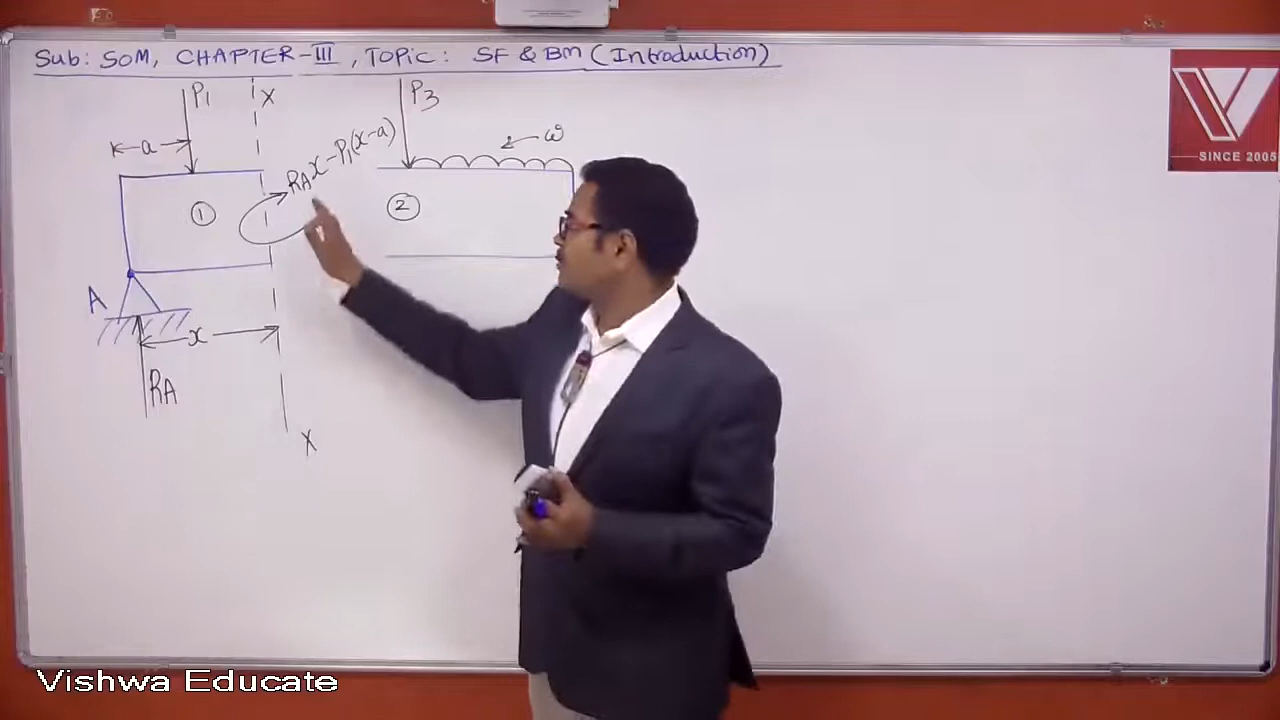 Sub: SOM, CHAPTER-III, TOPIC: SF & BM (Introduction)
P1
X
P3
a
ω
RAx-P1(x-a)
1
2
A
x
RA
X
V
SINCE 2005
Vishwa Educate